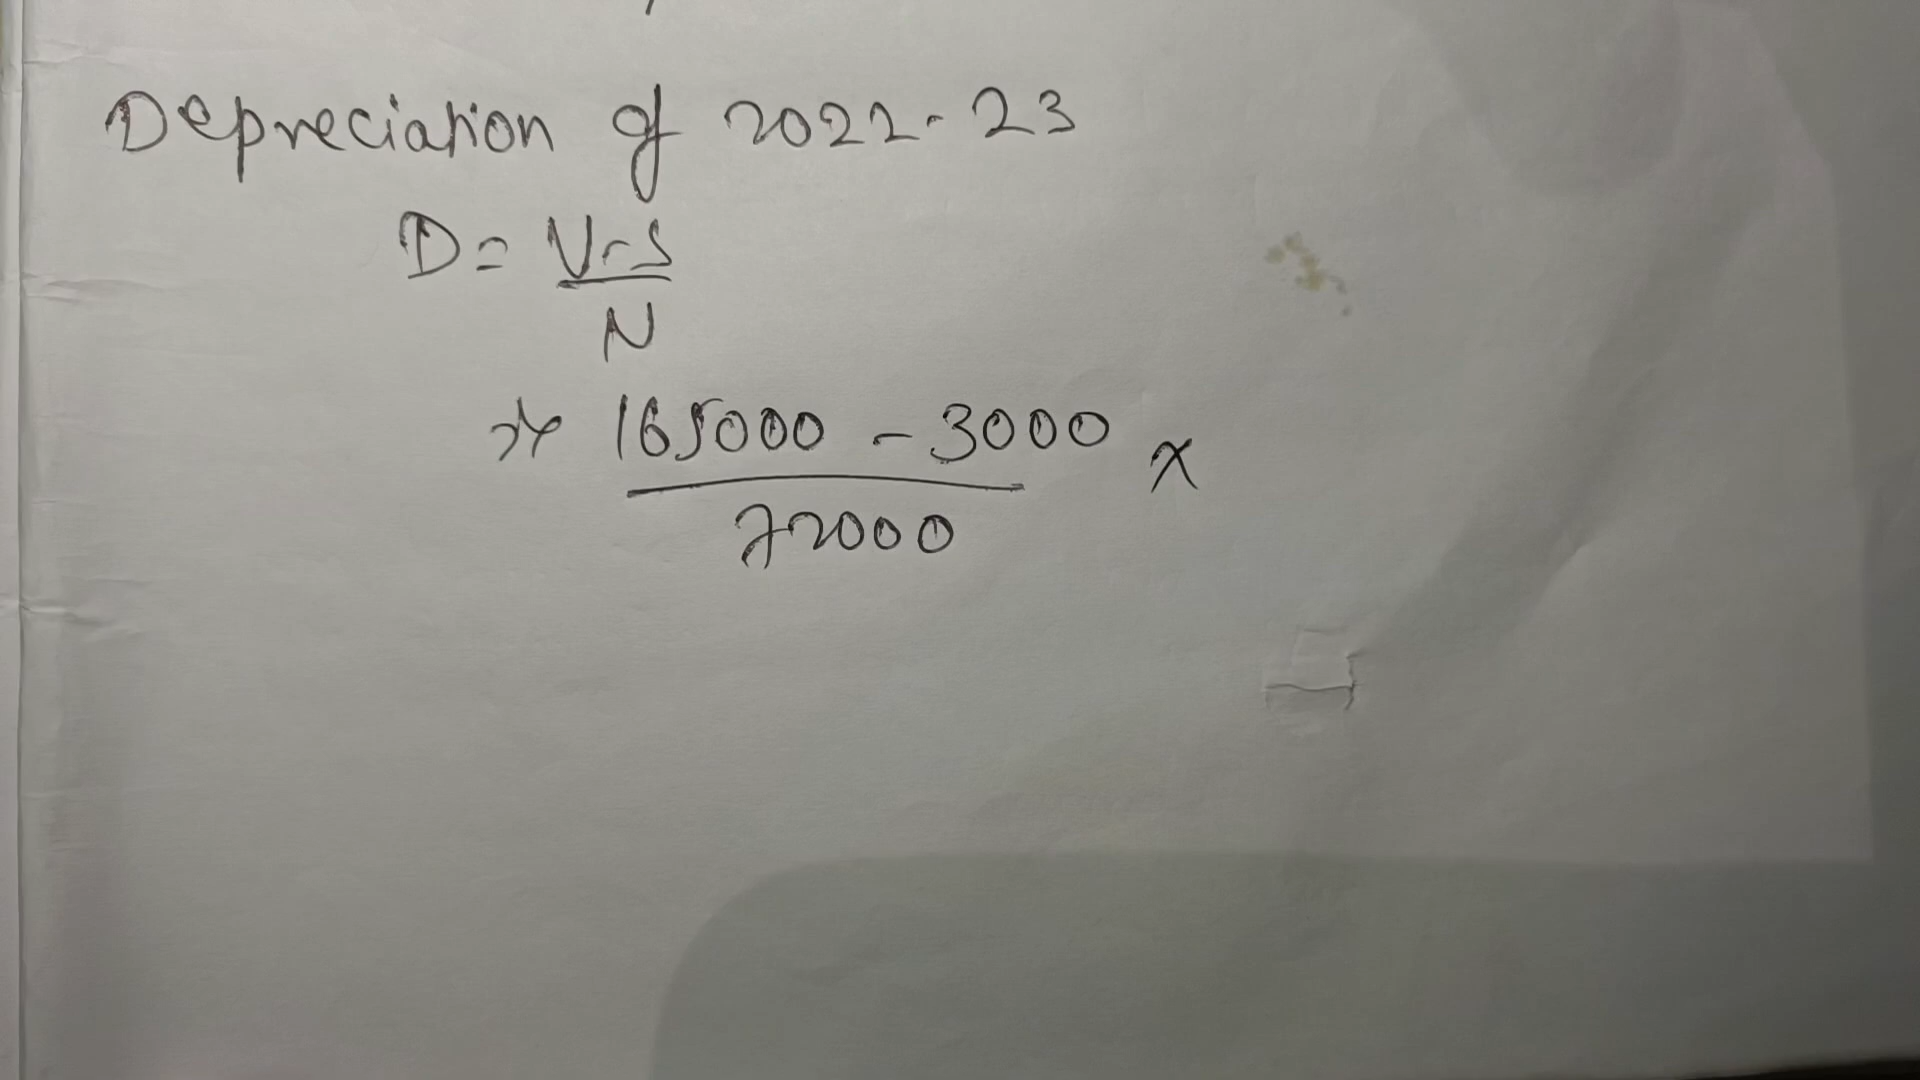 Depreciation of 2022-23
D = V-S
N
165000 - 3000 x
72000